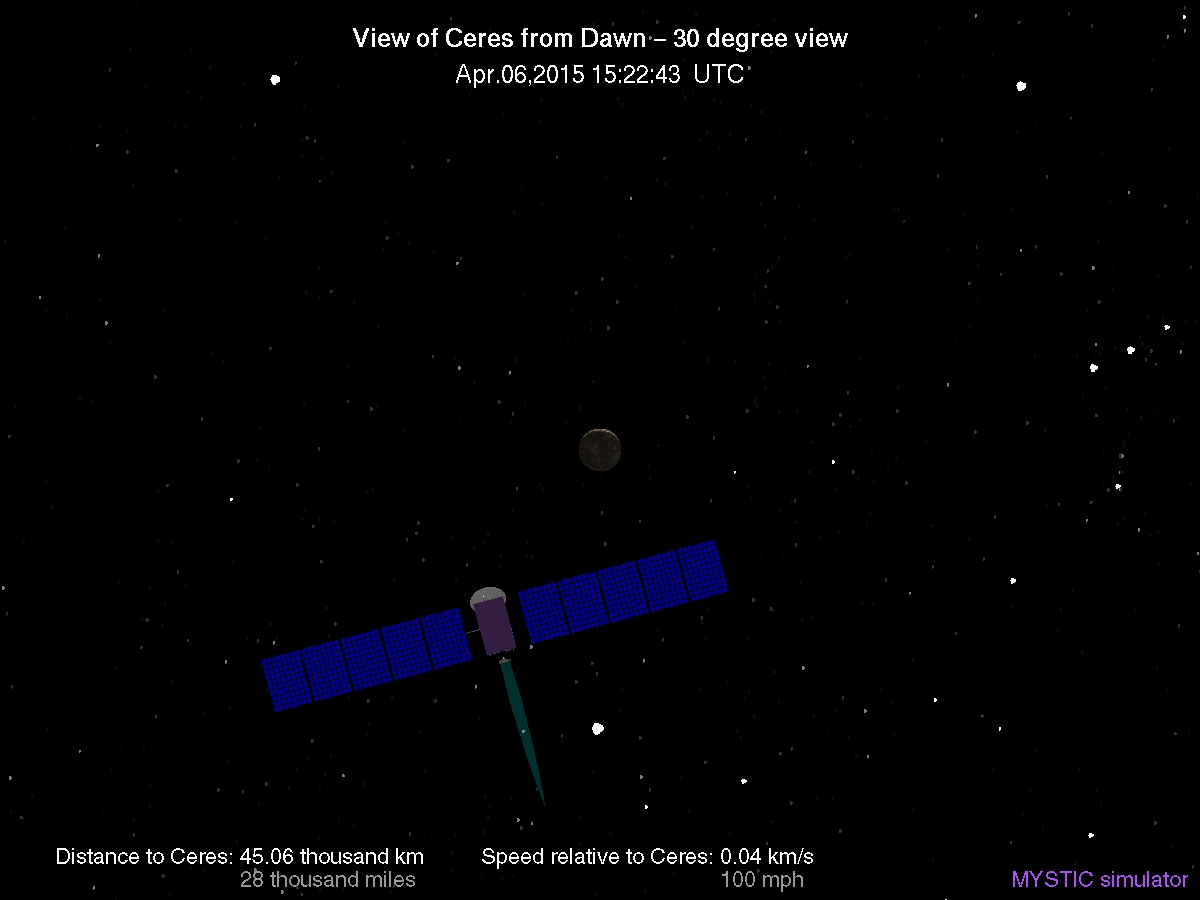 View of Ceres from Dawn – 30 degree view
Apr.06,2015 15:22:43 UTC
Distance to Ceres: 45.06 thousand km
28 thousand miles
Speed relative to Ceres: 0.04 km/s
100 mph
MYSTIC simulator